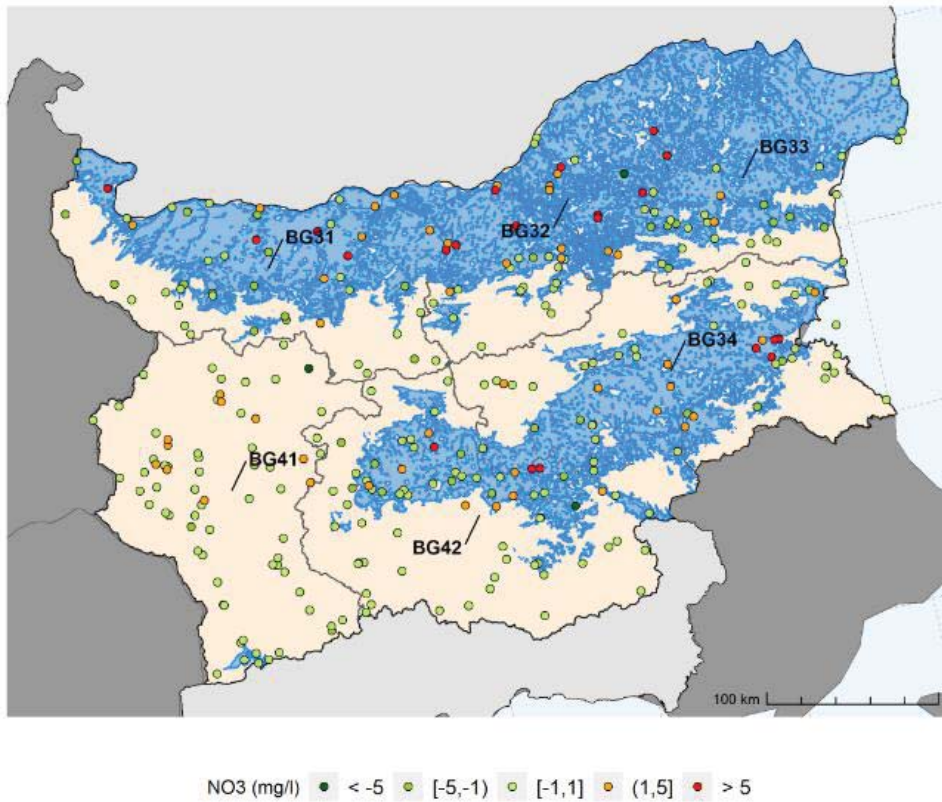 BG33
BG32
BG31
BG34
BG41
BG42
100 km
NO3 (mg/l) < -5 [-5,-1) [-1,1] (1,5] > 5